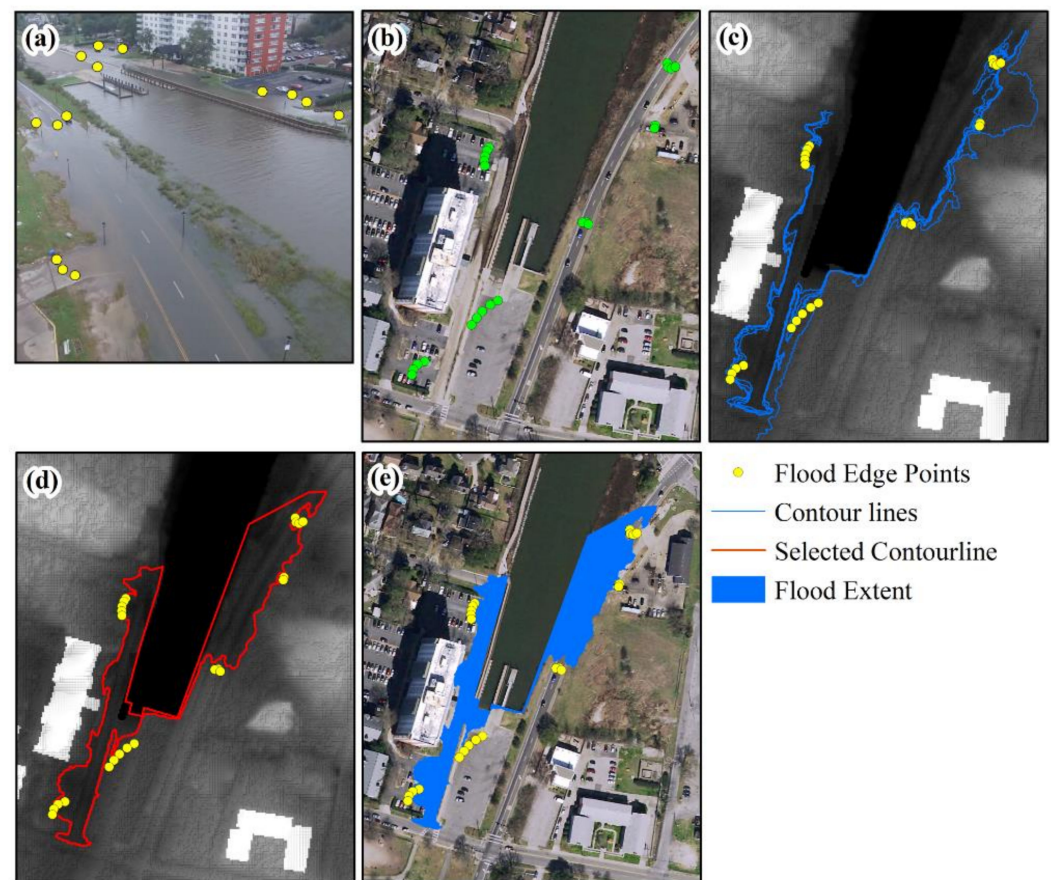 (a)
(b)
(c)
(d)
(e)
Flood Edge Points
Contour lines
Selected Contourline
Flood Extent